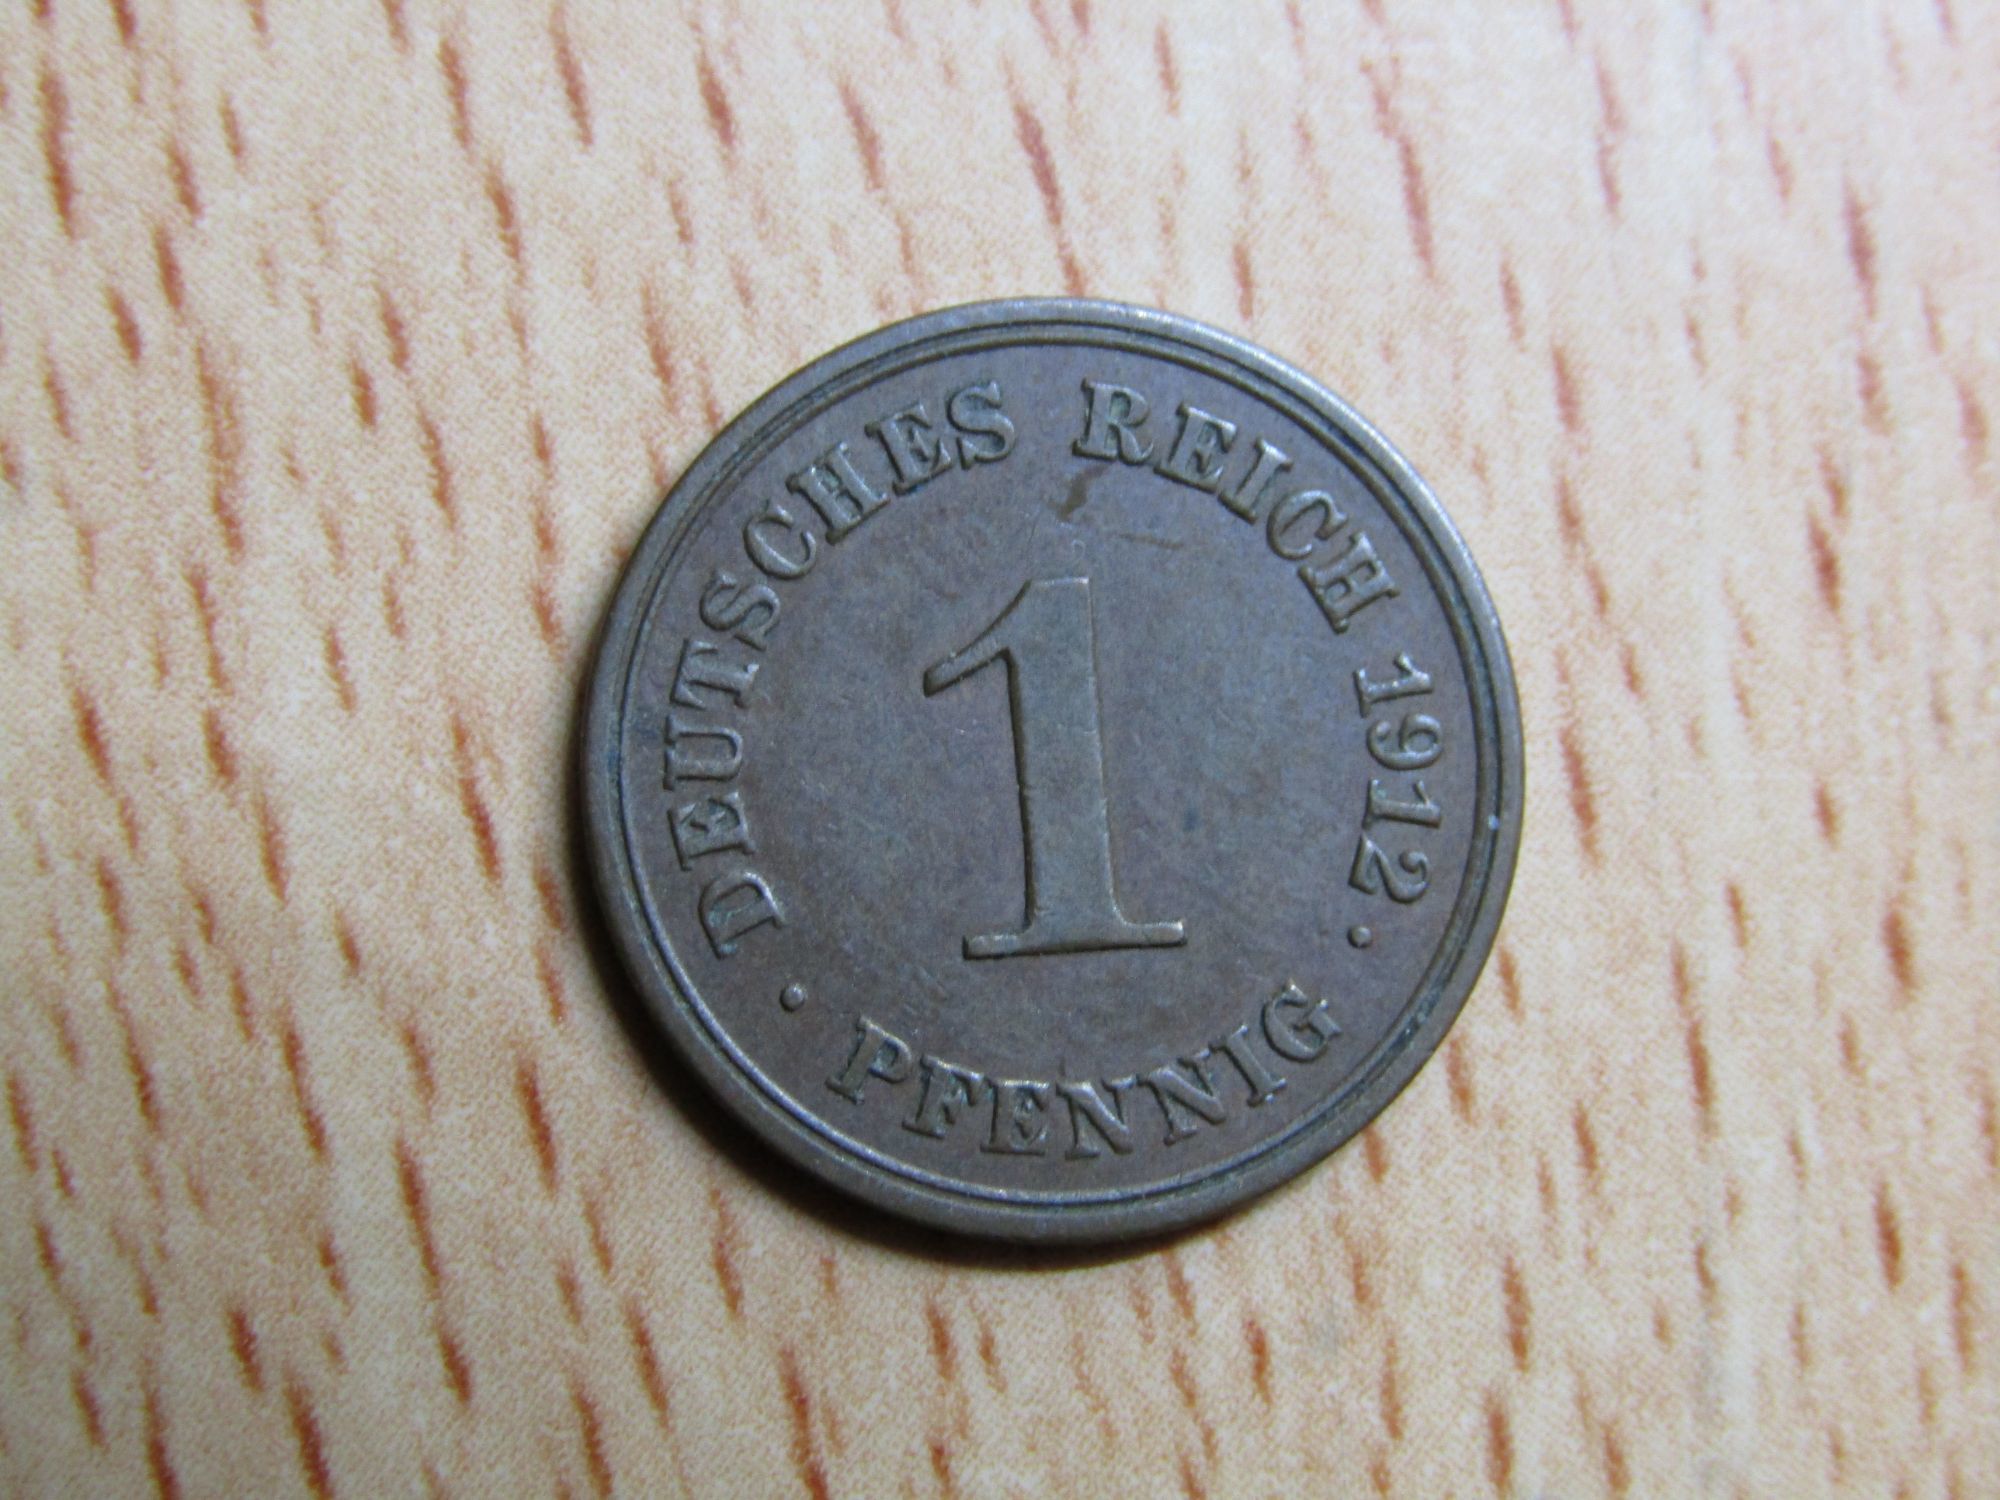 · DEUTSCHES REICH 1912 ·
1
PFENNIG